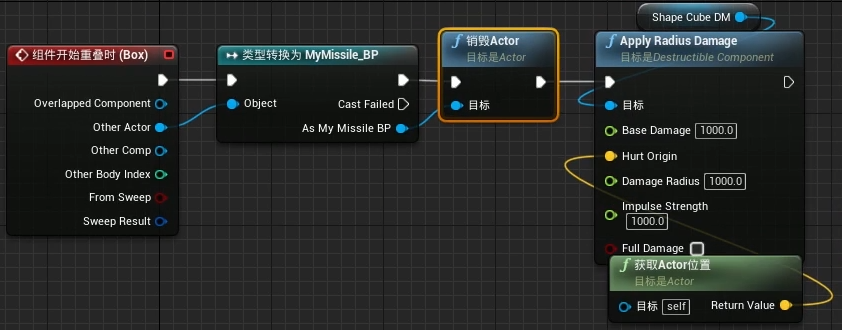 Shape Cube DM
组件开始重叠时 (Box)
Overlapped Component
Other Actor
Other Comp
Other Body Index
From Sweep
Sweep Result
类型转换为 MyMissile_BP
Object
Cast Failed
As My Missile BP
销毁Actor
目标是Actor
目标
Apply Radius Damage
目标是Destructible Component
目标
Base Damage 1000.0
Hurt Origin
Damage Radius 1000.0
Impulse Strength
1000.0
Full Damage
获取Actor位置
目标是Actor
目标 self Return Value